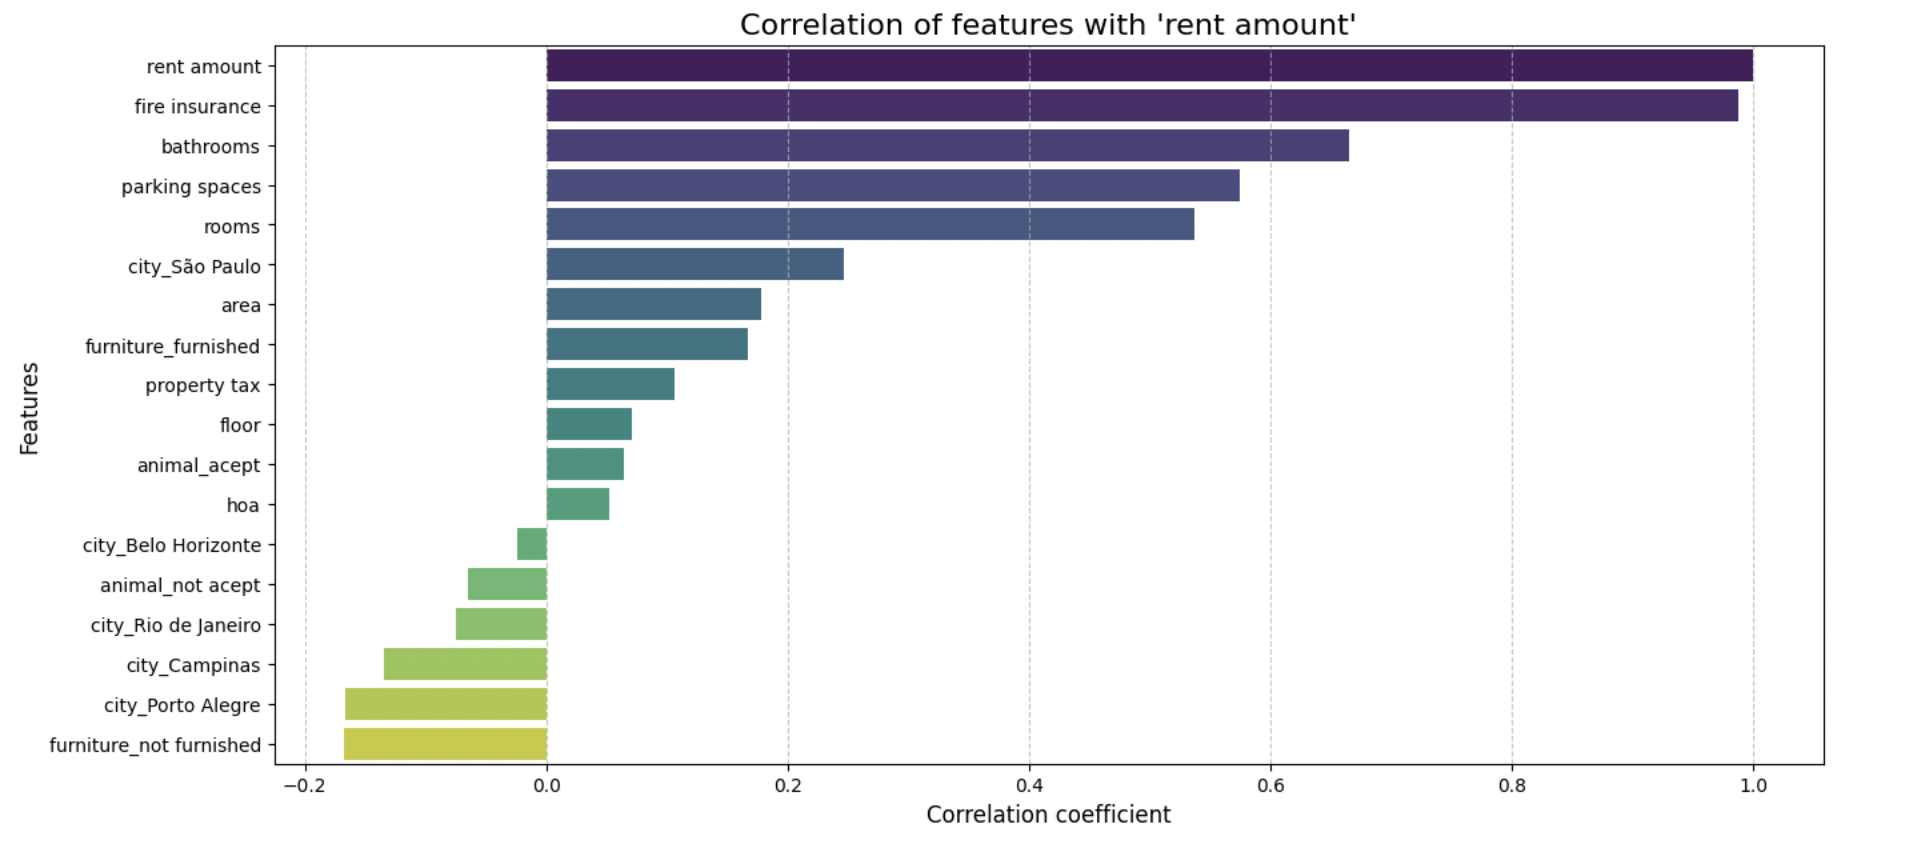 Correlation of features with 'rent amount'
rent amount
fire insurance
bathrooms
parking spaces
rooms
city_São Paulo
area
furniture_furnished
property tax
floor
animal_acept
hoa
city_Belo Horizonte
animal_not acept
city_Rio de Janeiro
city_Campinas
city_Porto Alegre
furniture_not furnished
Features
−0.2 0.0 0.2 0.4 0.6 0.8 1.0
Correlation coefficient